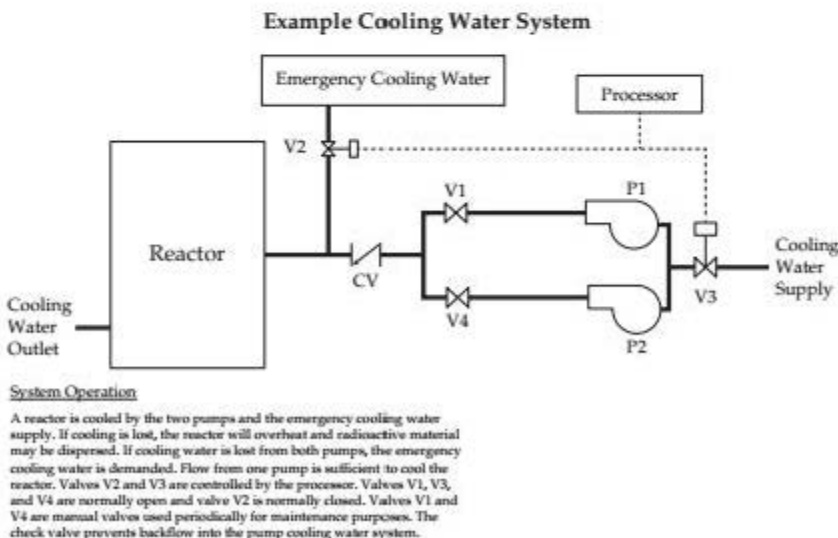 Example Cooling Water System
Emergency Cooling Water
Processor
V2
V1
P1
Reactor
CV
Cooling
Water
Supply
V3
V4
P2
Cooling
Water
Outlet
System Operation
A reactor is cooled by the two pumps and the emergency cooling water
supply. If cooling is lost, the reactor will overheat and radioactive material
may be dispersed. If cooling water is lost from both pumps, the emergency
cooling water is demanded. Flow from one pump is sufficient to cool the
reactor. Valves V2 and V3 are controlled by the processor. Valves V1, V3,
and V4 are normally open and valve V2 is normally closed. Valves V1 and
V4 are manual valves used periodically for maintenance purposes. The
check valve prevents backflow into the pump cooling water system.